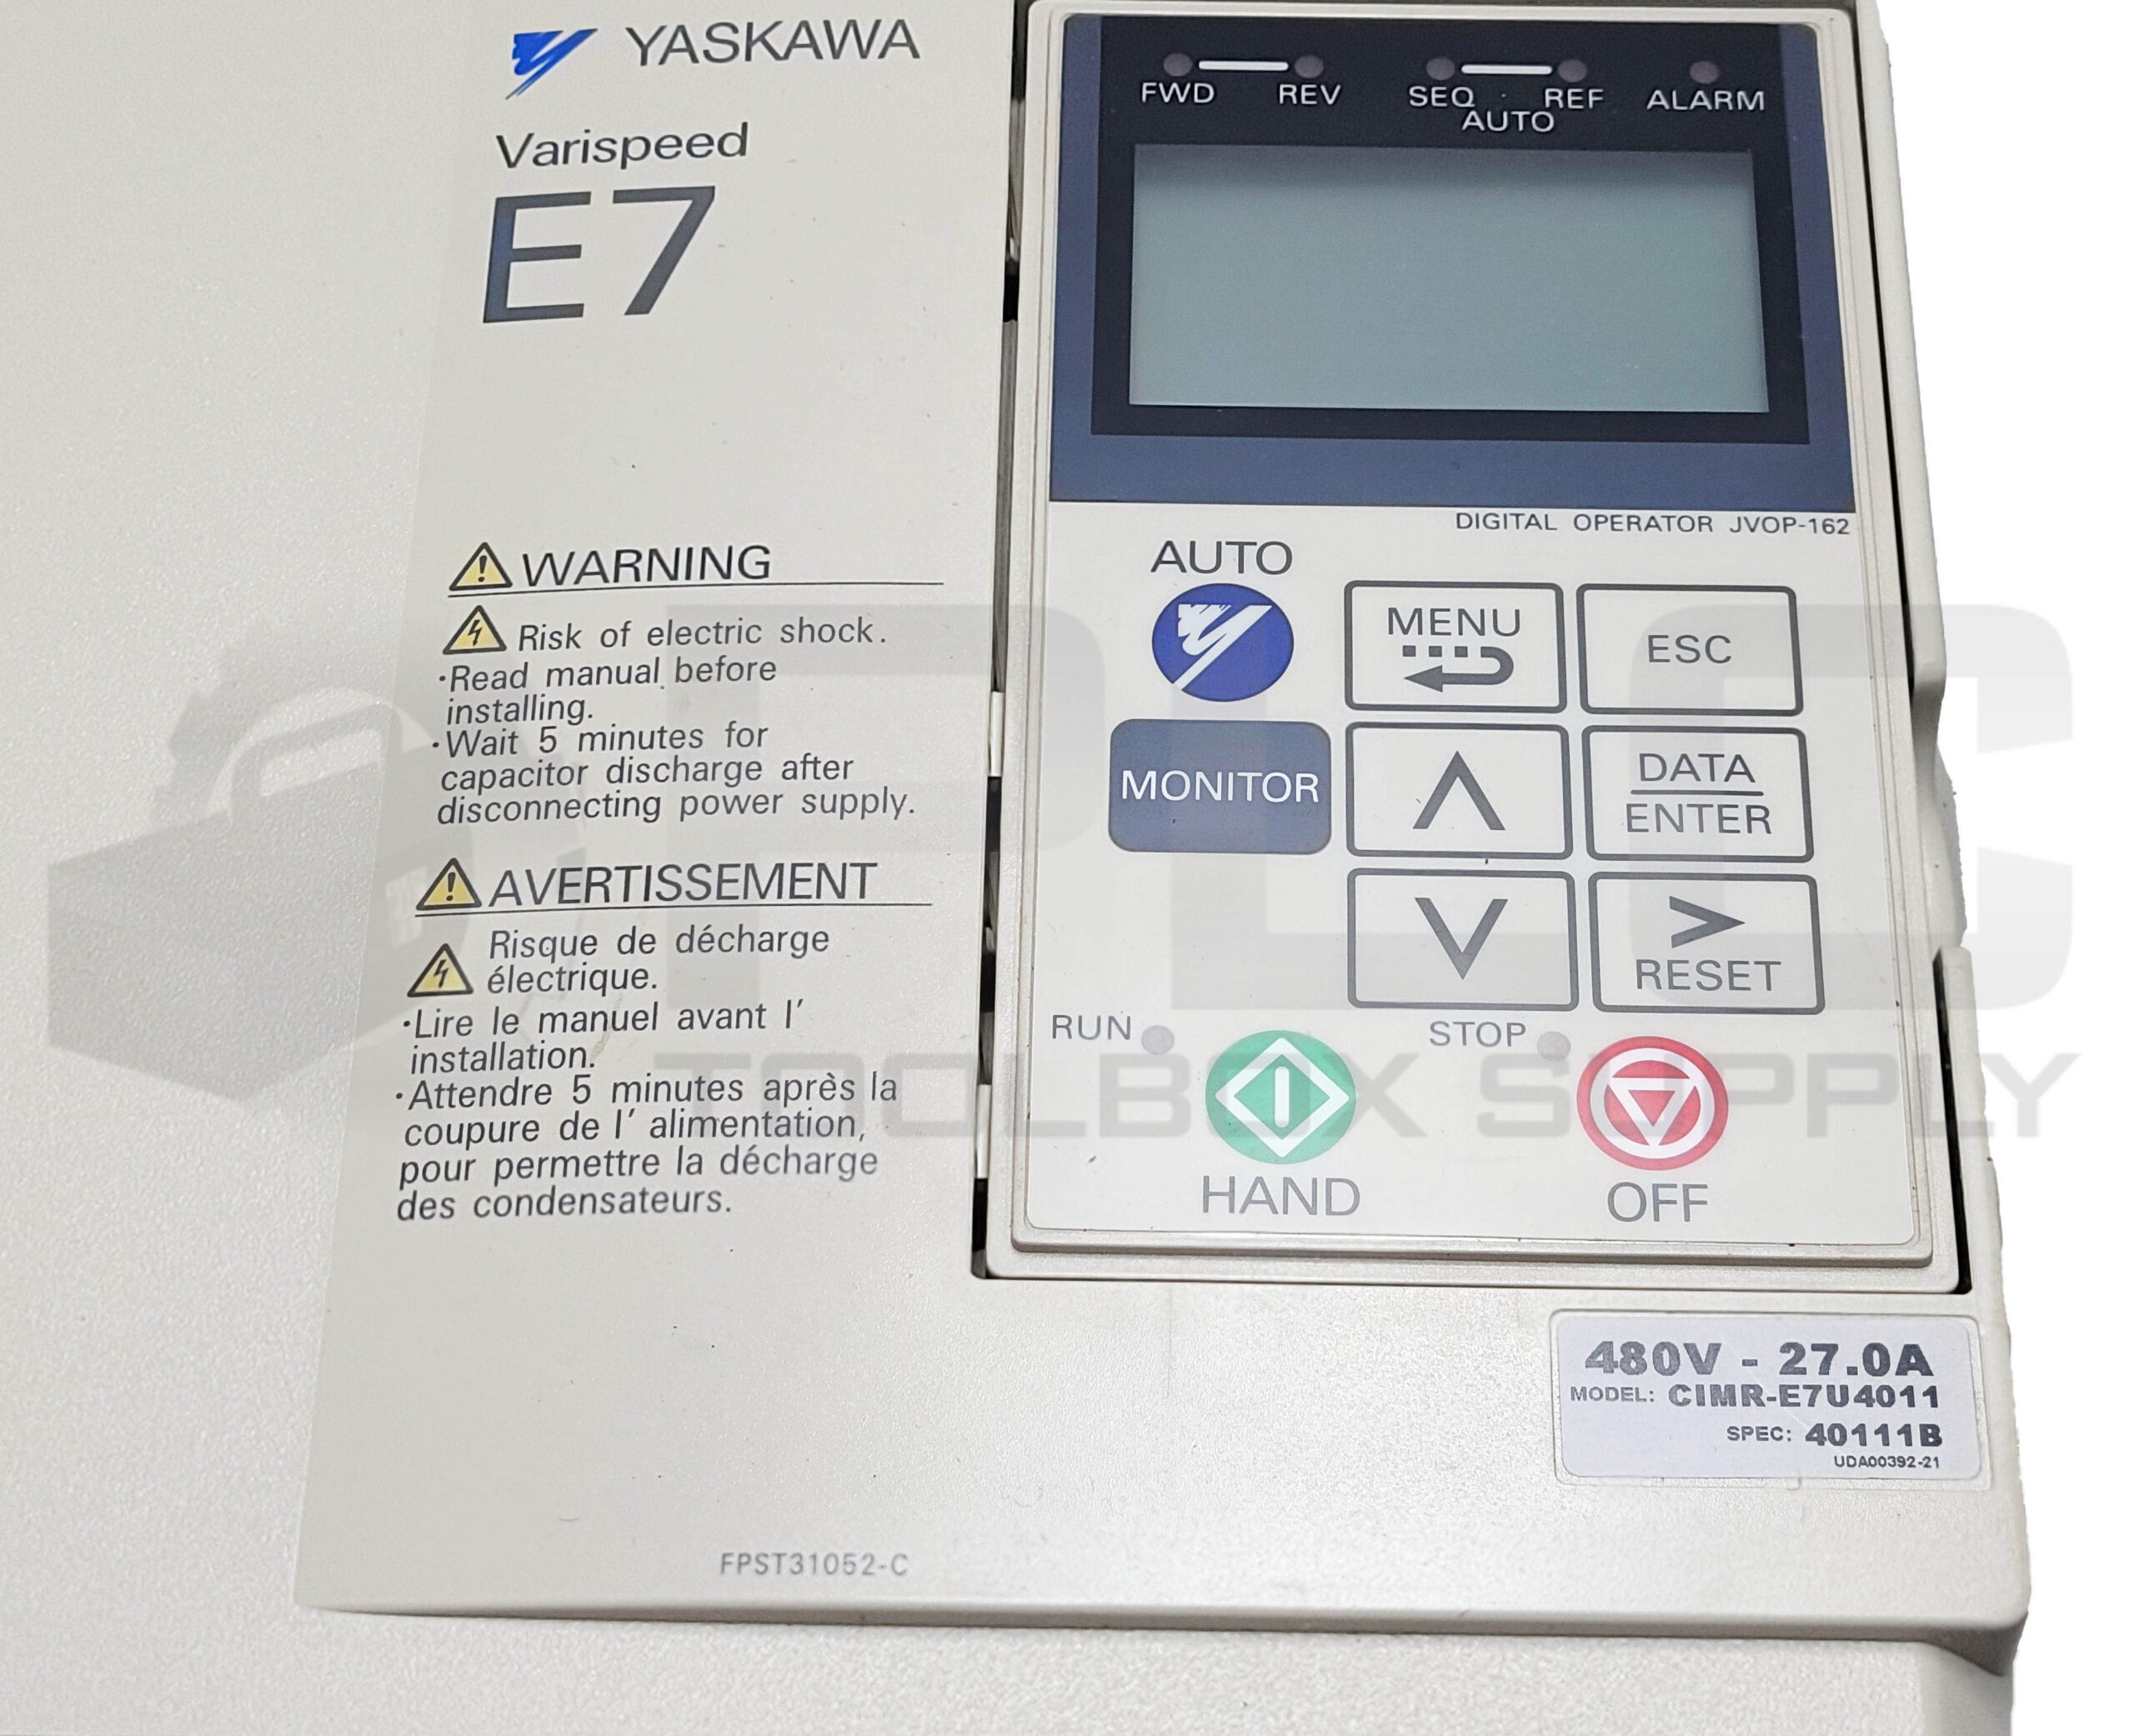 YASKAWA
Varispeed
E7
WARNING
Risk of electric shock.
·Read manual before
installing.
·Wait 5 minutes for
capacitor discharge after
disconnecting power supply.
AVERTISSEMENT
Risque de décharge
électrique.
·Lire le manuel avant l'
installation.
·Attendre 5 minutes après la
coupure de l' alimentation,
pour permettre la décharge
des condensateurs.
FPST31052-C
FWD REV SEQ REF ALARM
AUTO
DIGITAL OPERATOR JVOP-162
AUTO
MENU
ESC
MONITOR
DATA
ENTER
>
RESET
RUN
STOP
HAND
OFF
480V - 27.0A
MODEL: CIMR-E7U4011
SPEC: 40111B
UDA00392-21
PLC
TOOLBOX SUPPLY